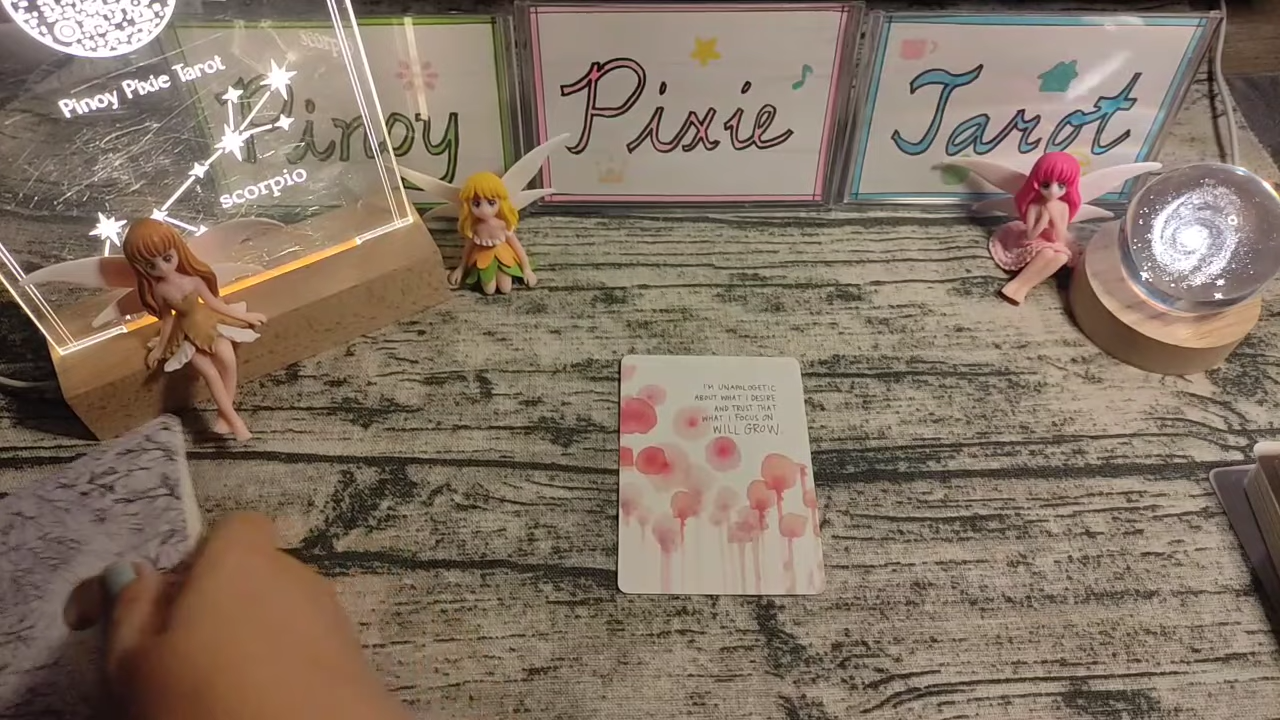 Pinoy Pixie Tarot
scorpio
scorpio
Pinoy
Pixie
Tarot
I'M UNAPOLOGETIC
ABOUT WHAT I DESIRE
AND TRUST THAT
WHAT I FOCUS ON
WILL GROW.